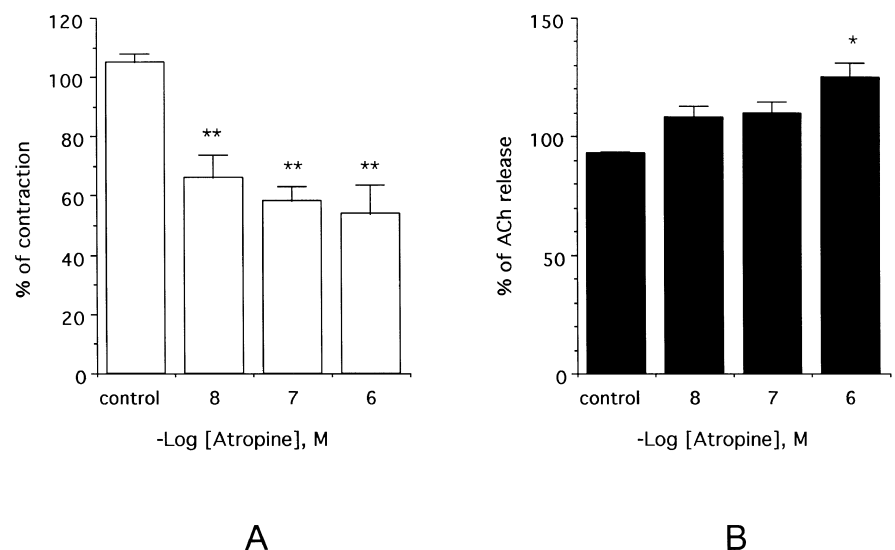 120
100
80
60
40
20
0
% of contraction
**
**
**
control 8 7 6
-Log [Atropine], M
A
150
100
50
0
% of ACh release
*
control 8 7 6
-Log [Atropine], M
B